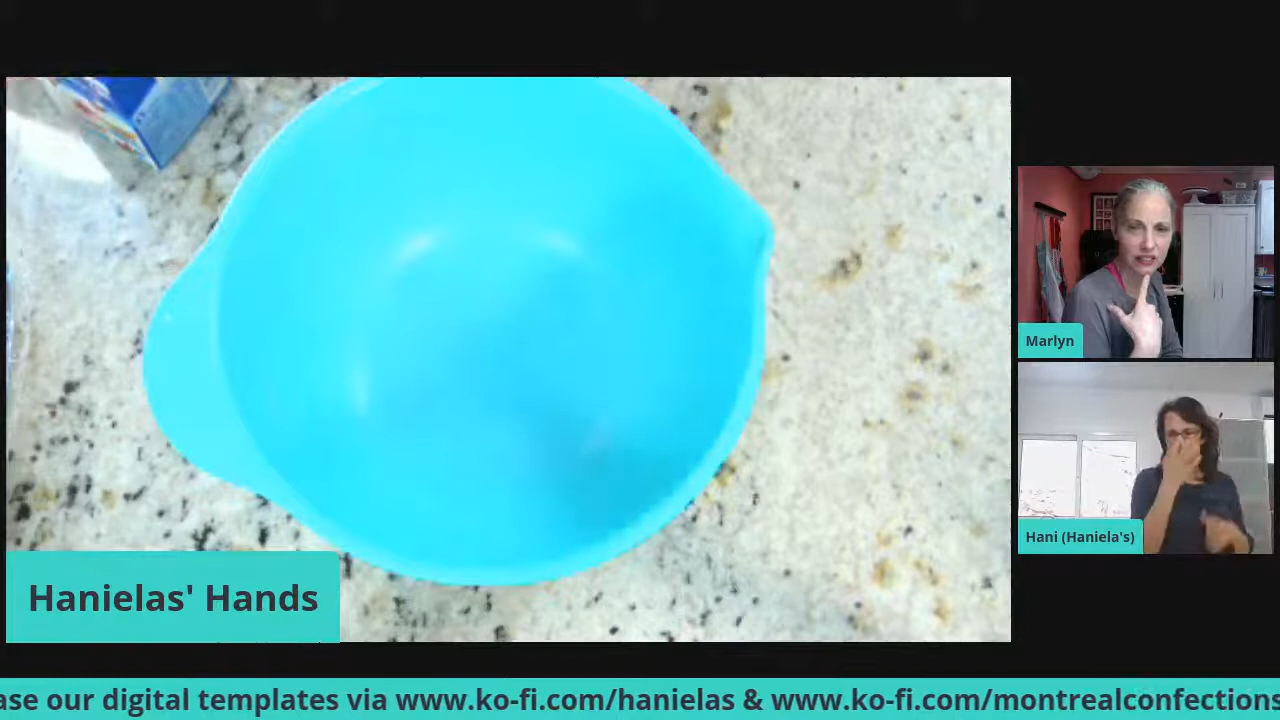 Marlyn
Hani (Haniela's)
Hanielas' Hands
ase our digital templates via www.ko-fi.com/hanielas & www.ko-fi.com/montrealconfections